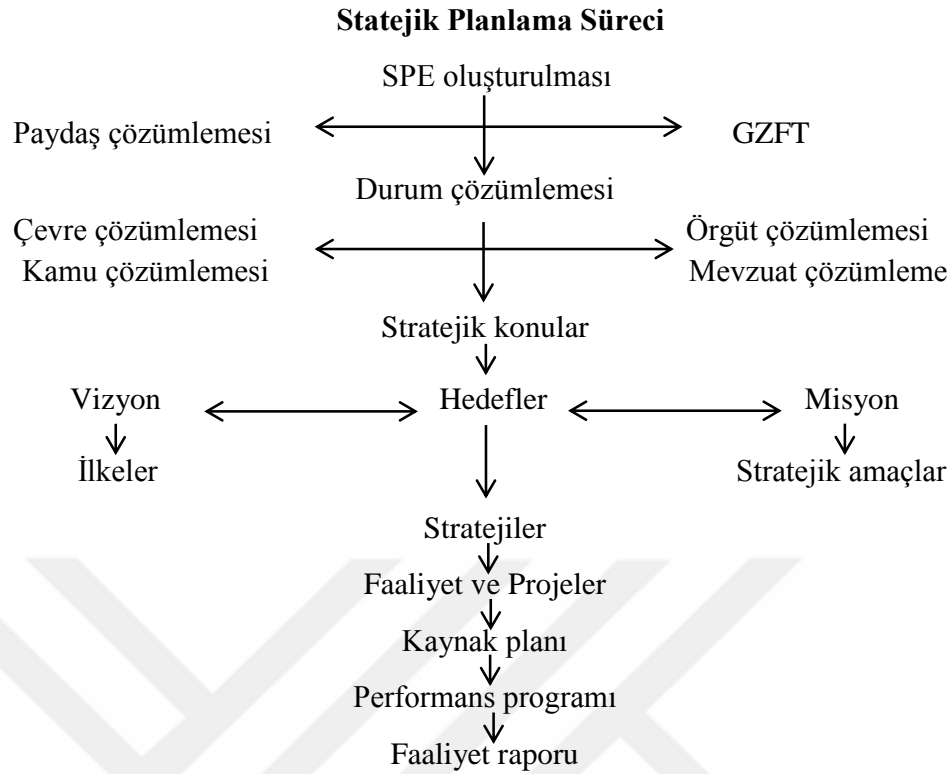 Statejik Planlama Süreci
SPE oluşturulması
Paydaş çözümlemesi
GZFT
Durum çözümlemesi
Çevre çözümlemesi
Örgüt çözümlemesi
Kamu çözümlemesi
Mevzuat çözümleme
Stratejik konular
Vizyon
Hedefler
Misyon
İlkeler
Stratejik amaçlar
Stratejiler
Faaliyet ve Projeler
Kaynak planı
Performans programı
Faaliyet raporu